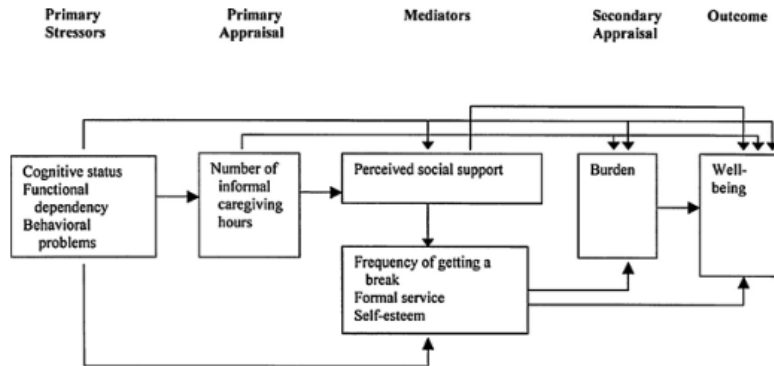 Primary
Stressors
Primary
Appraisal
Mediators
Secondary
Appraisal
Outcome
Cognitive status
Functional
dependency
Behavioral
problems
Number of
informal
caregiving
hours
Perceived social support
Frequency of getting a
break
Formal service
Self-esteem
Burden
Well-
being